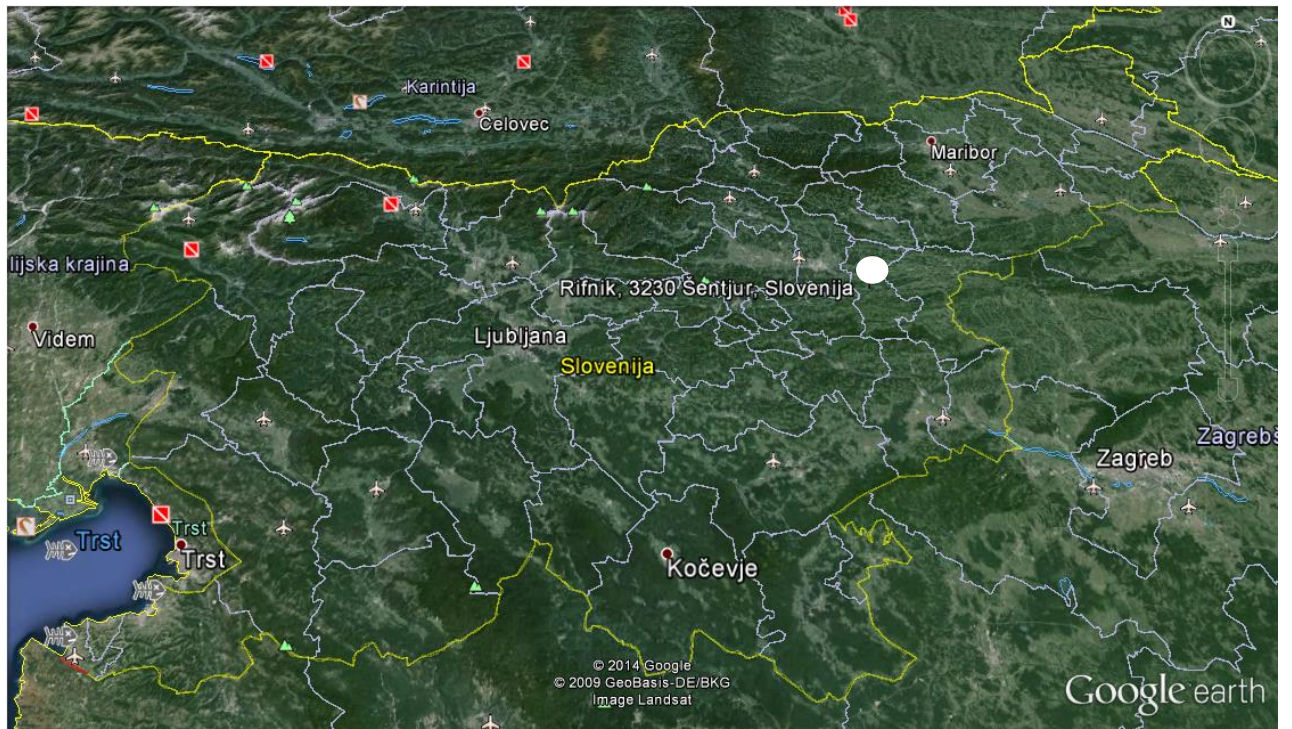 N
Karintija
Celovec
Maribor
lijska krajina
Rifnik, 3230 Šentjur, Slovenija
Videm
Ljubljana
Slovenija
Zagrebš
Zagreb
Trst
Trst
Trst
Kočevje
© 2014 Google
© 2009 GeoBasis-DE/BKG
Image Landsat
Google earth